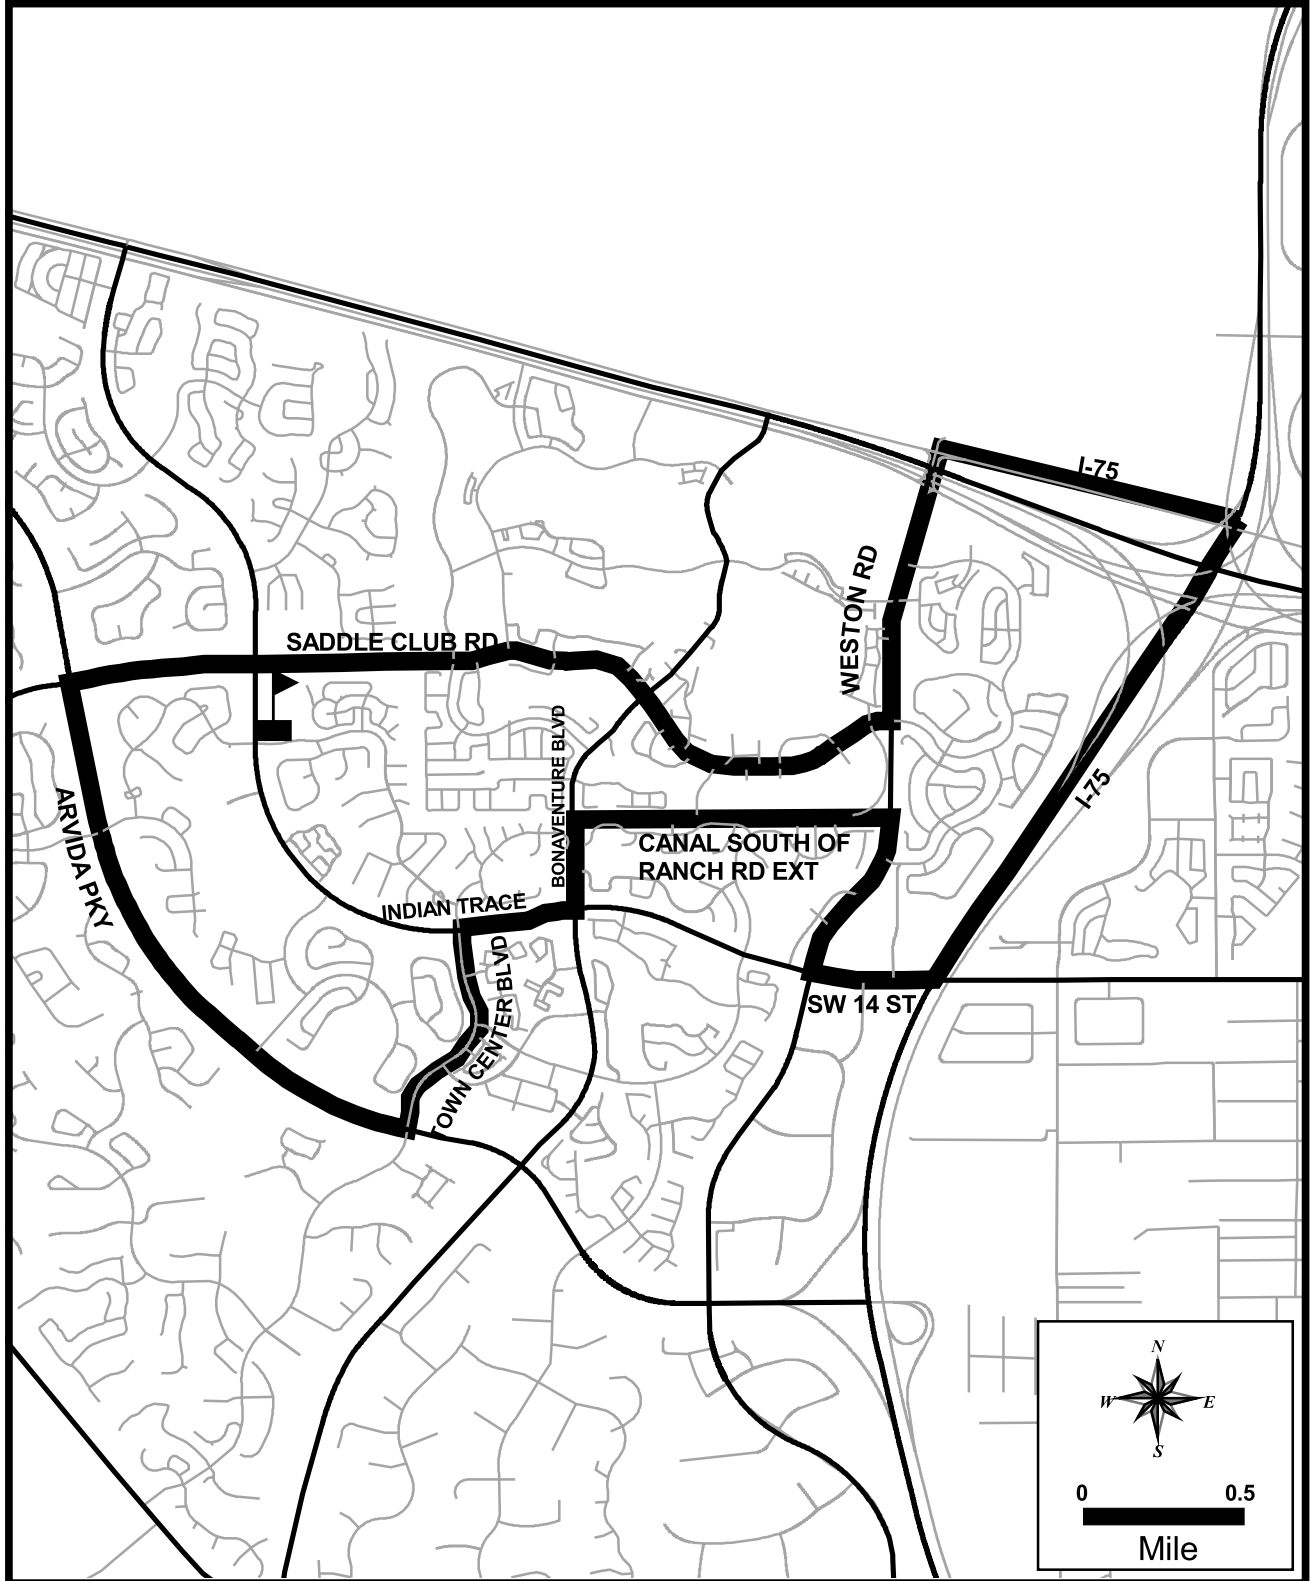 I-75
WESTON RD
SADDLE CLUB RD
BONAVENTURE BLVD
I-75
ARVIDA PKY
CANAL SOUTH OF
RANCH RD EXT
INDIAN TRACE
TOWN CENTER BLVD
SW 14 ST
N
W
E
S
0
0.5
Mile